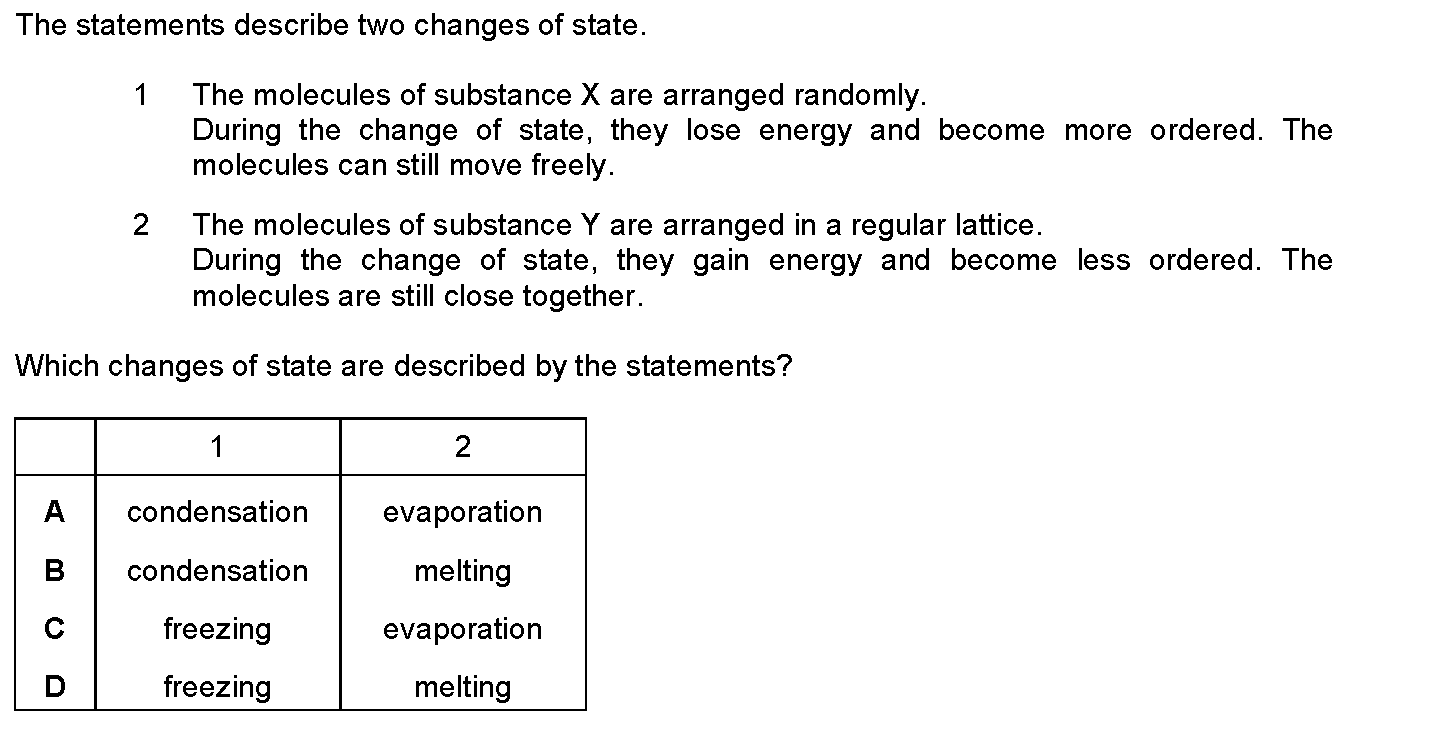 The statements describe two changes of state.
1 The molecules of substance X are arranged randomly.
During the change of state, they lose energy and become more ordered. The
molecules can still move freely.
2 The molecules of substance Y are arranged in a regular lattice.
During the change of state, they gain energy and become less ordered. The
molecules are still close together.
Which changes of state are described by the statements?
1 2
A condensation evaporation
B condensation melting
C freezing evaporation
D freezing melting